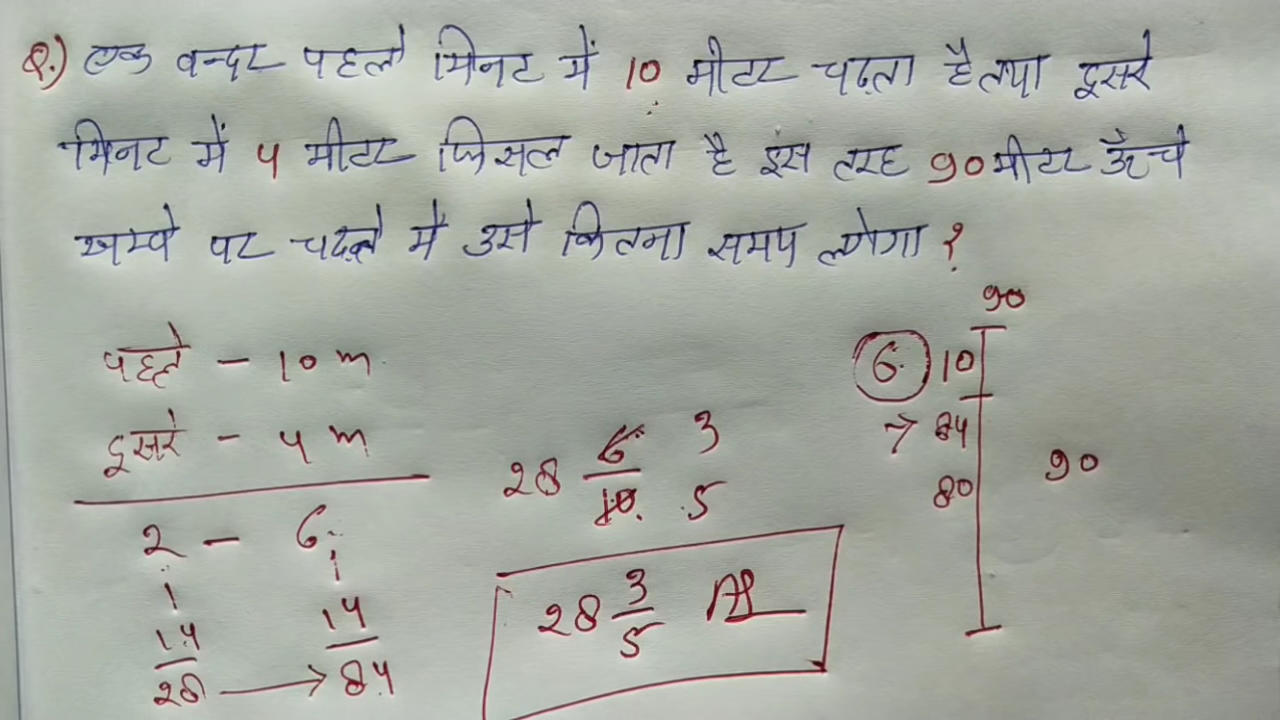 Q.) एक बन्दर पहले मिनट में 10 मीटर चढ़ता है तथा दूसरे
मिनट में 4 मीटर फिसल जाता है इस तरह 90 मीटर ऊँचे
खम्बे पर चढ़ने में उसे कितना समय लगेगा ?
पहले - 10 m
दूसरे - 4 m
2 - 6
14 14
28 → 84
28 6/10 3/5
28 3/5 Ans
90
6 10
→ 84
80
90